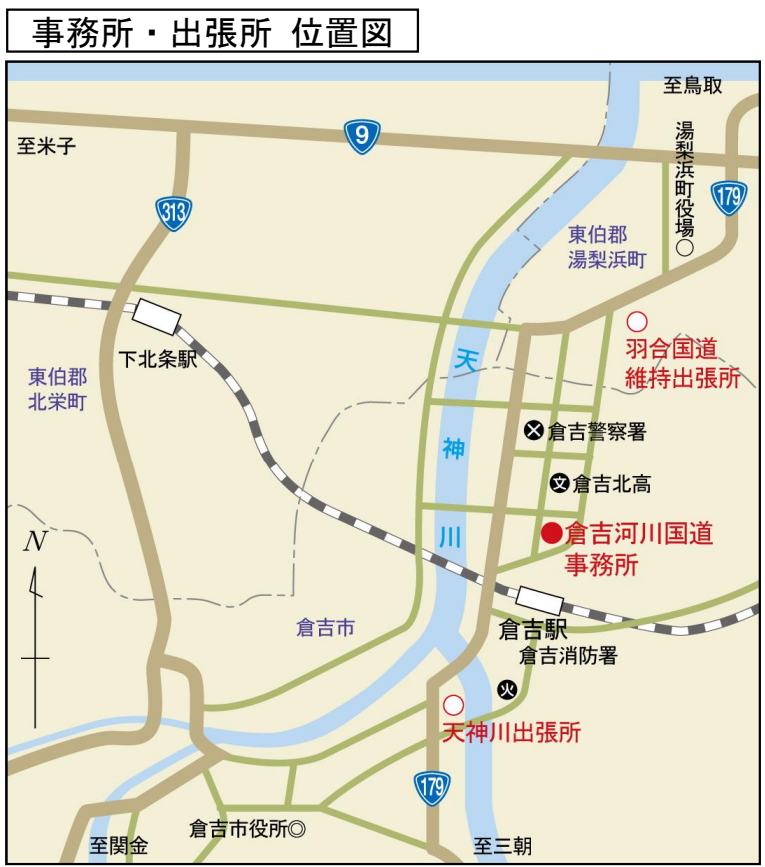 事務所・出張所 位置図
至鳥取
9
至米子
湯梨浜町役場○
179
313
東伯郡
湯梨浜町
羽合国道
維持出張所
下北条駅
天神川
東伯郡
北栄町
倉吉警察署
文
倉吉北高
倉吉河川国道
事務所
N
倉吉市
倉吉駅
倉吉消防署
火
天神川出張所
179
倉吉市役所◎
至関金
至三朝